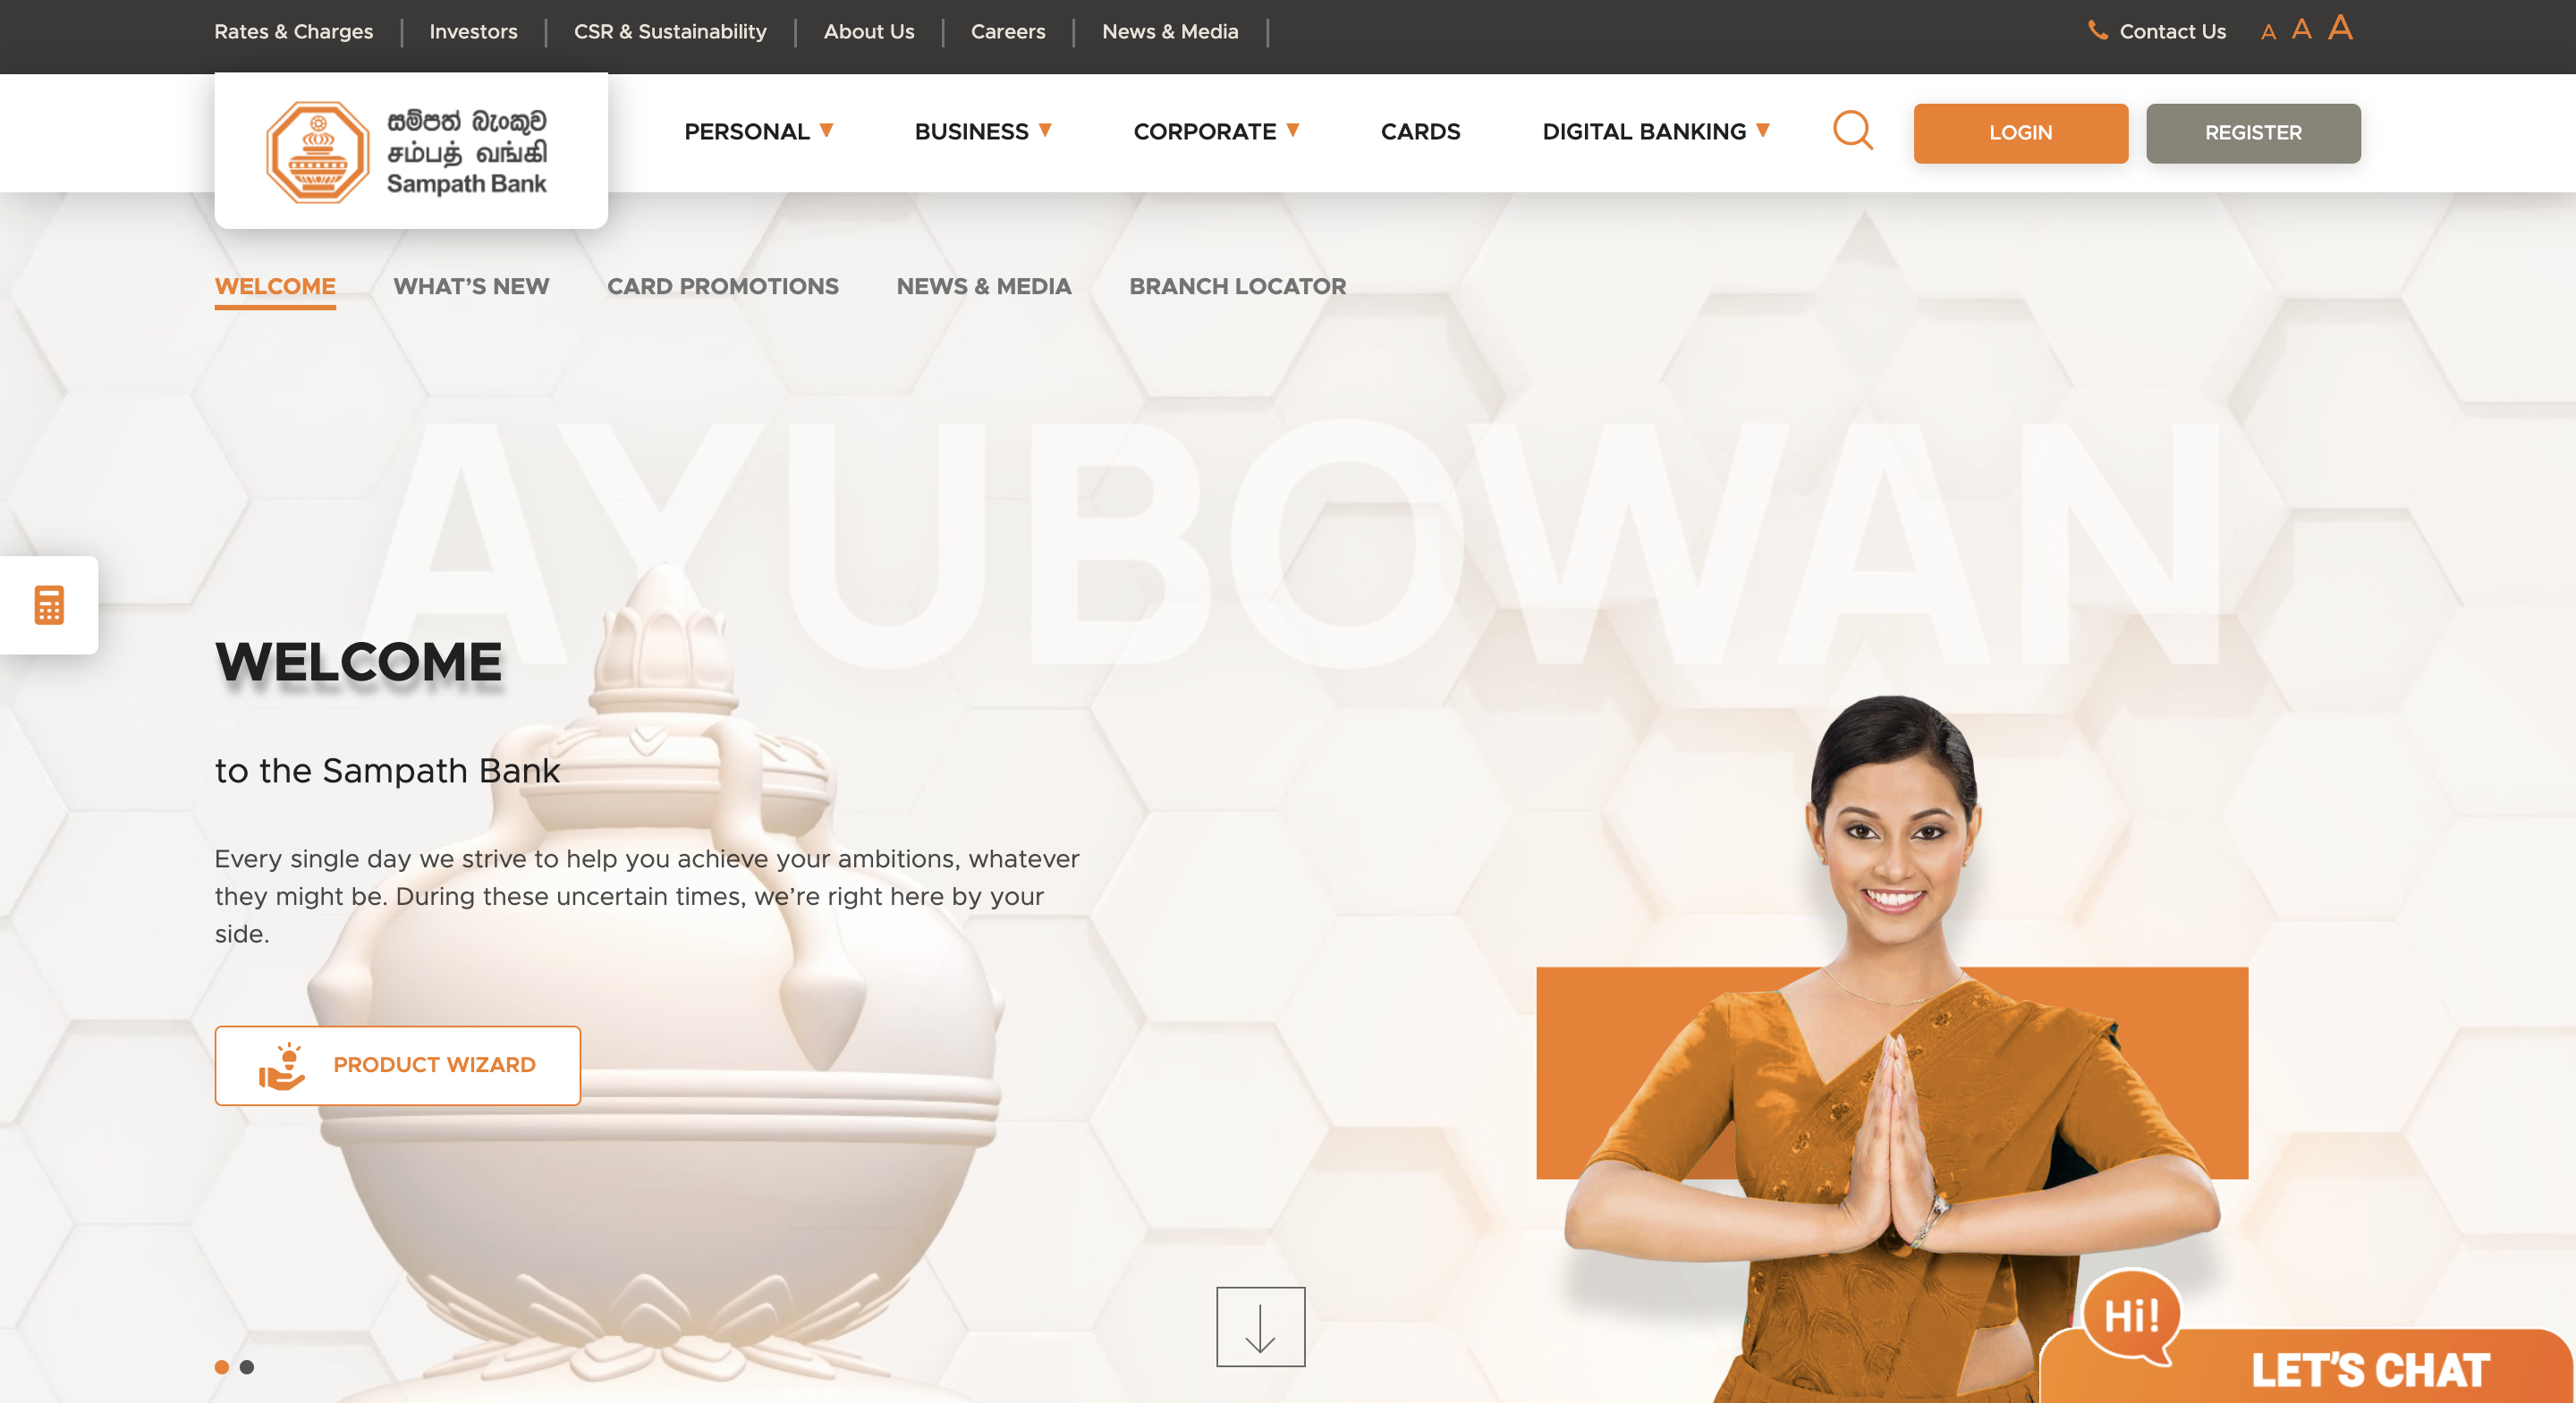 Rates & Charges
Investors
CSR & Sustainability
About Us
Careers
News & Media
Contact Us
A A A
සම්පත් බැංකුව
சம்பத் வங்கி
Sampath Bank
PERSONAL
BUSINESS
CORPORATE
CARDS
DIGITAL BANKING
LOGIN
REGISTER
WELCOME
WHAT’S NEW
CARD PROMOTIONS
NEWS & MEDIA
BRANCH LOCATOR
AYUBOWAN
WELCOME
to the Sampath Bank
Every single day we strive to help you achieve your ambitions, whatever
they might be. During these uncertain times, we’re right here by your
side.
PRODUCT WIZARD
Hi!
LET’S CHAT